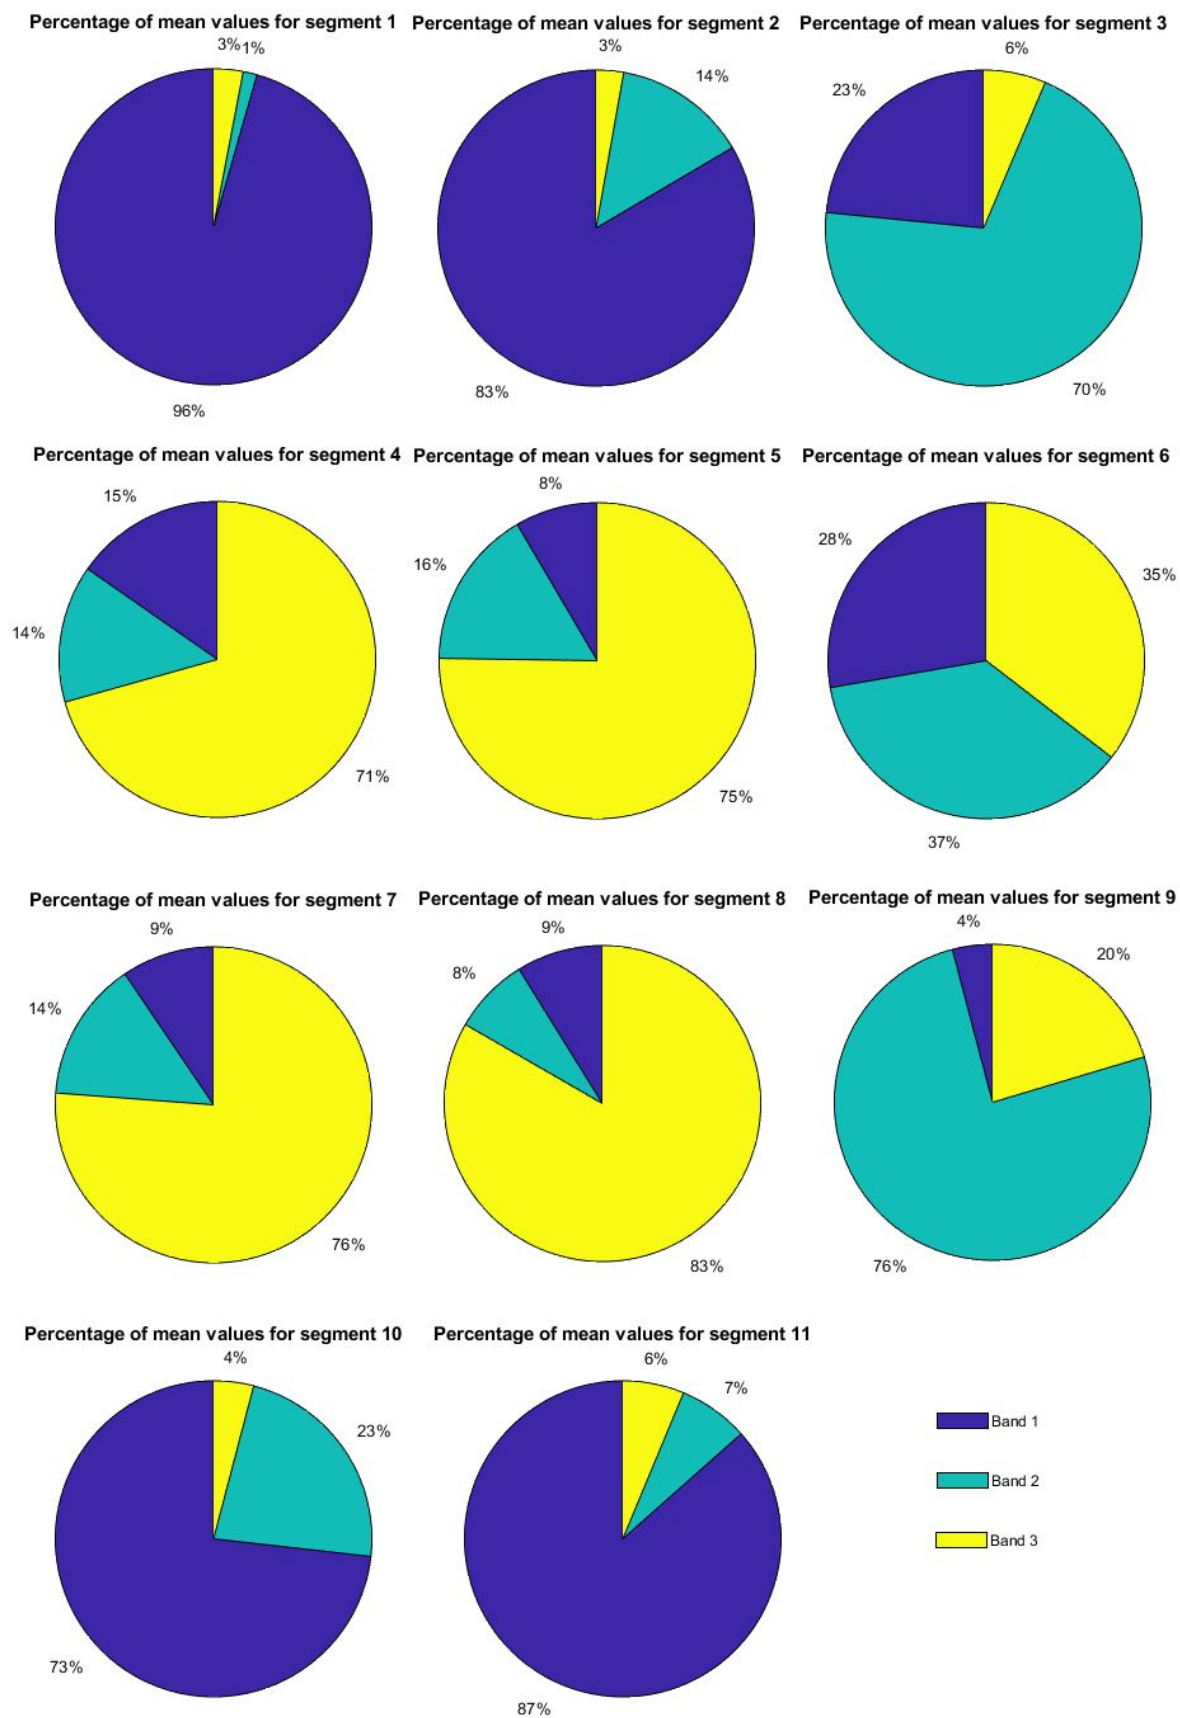 Percentage of mean values for segment 1
3% 1%
96%
Percentage of mean values for segment 2
3%
14%
83%
Percentage of mean values for segment 3
6%
23%
70%
Percentage of mean values for segment 4
15%
14%
71%
Percentage of mean values for segment 5
8%
16%
75%
Percentage of mean values for segment 6
28%
35%
37%
Percentage of mean values for segment 7
9%
14%
76%
Percentage of mean values for segment 8
9%
8%
83%
Percentage of mean values for segment 9
4%
20%
76%
Percentage of mean values for segment 10
4%
23%
73%
Percentage of mean values for segment 11
6%
7%
87%
Band 1
Band 2
Band 3